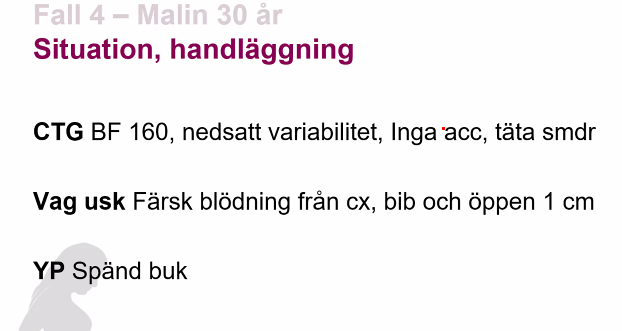 Fall 4 – Malin 30 år
Situation, handläggning
CTG BF 160, nedsatt variabilitet, Inga acc, täta smdr
Vag usk Färsk blödning från cx, bib och öppen 1 cm
YP Spänd buk